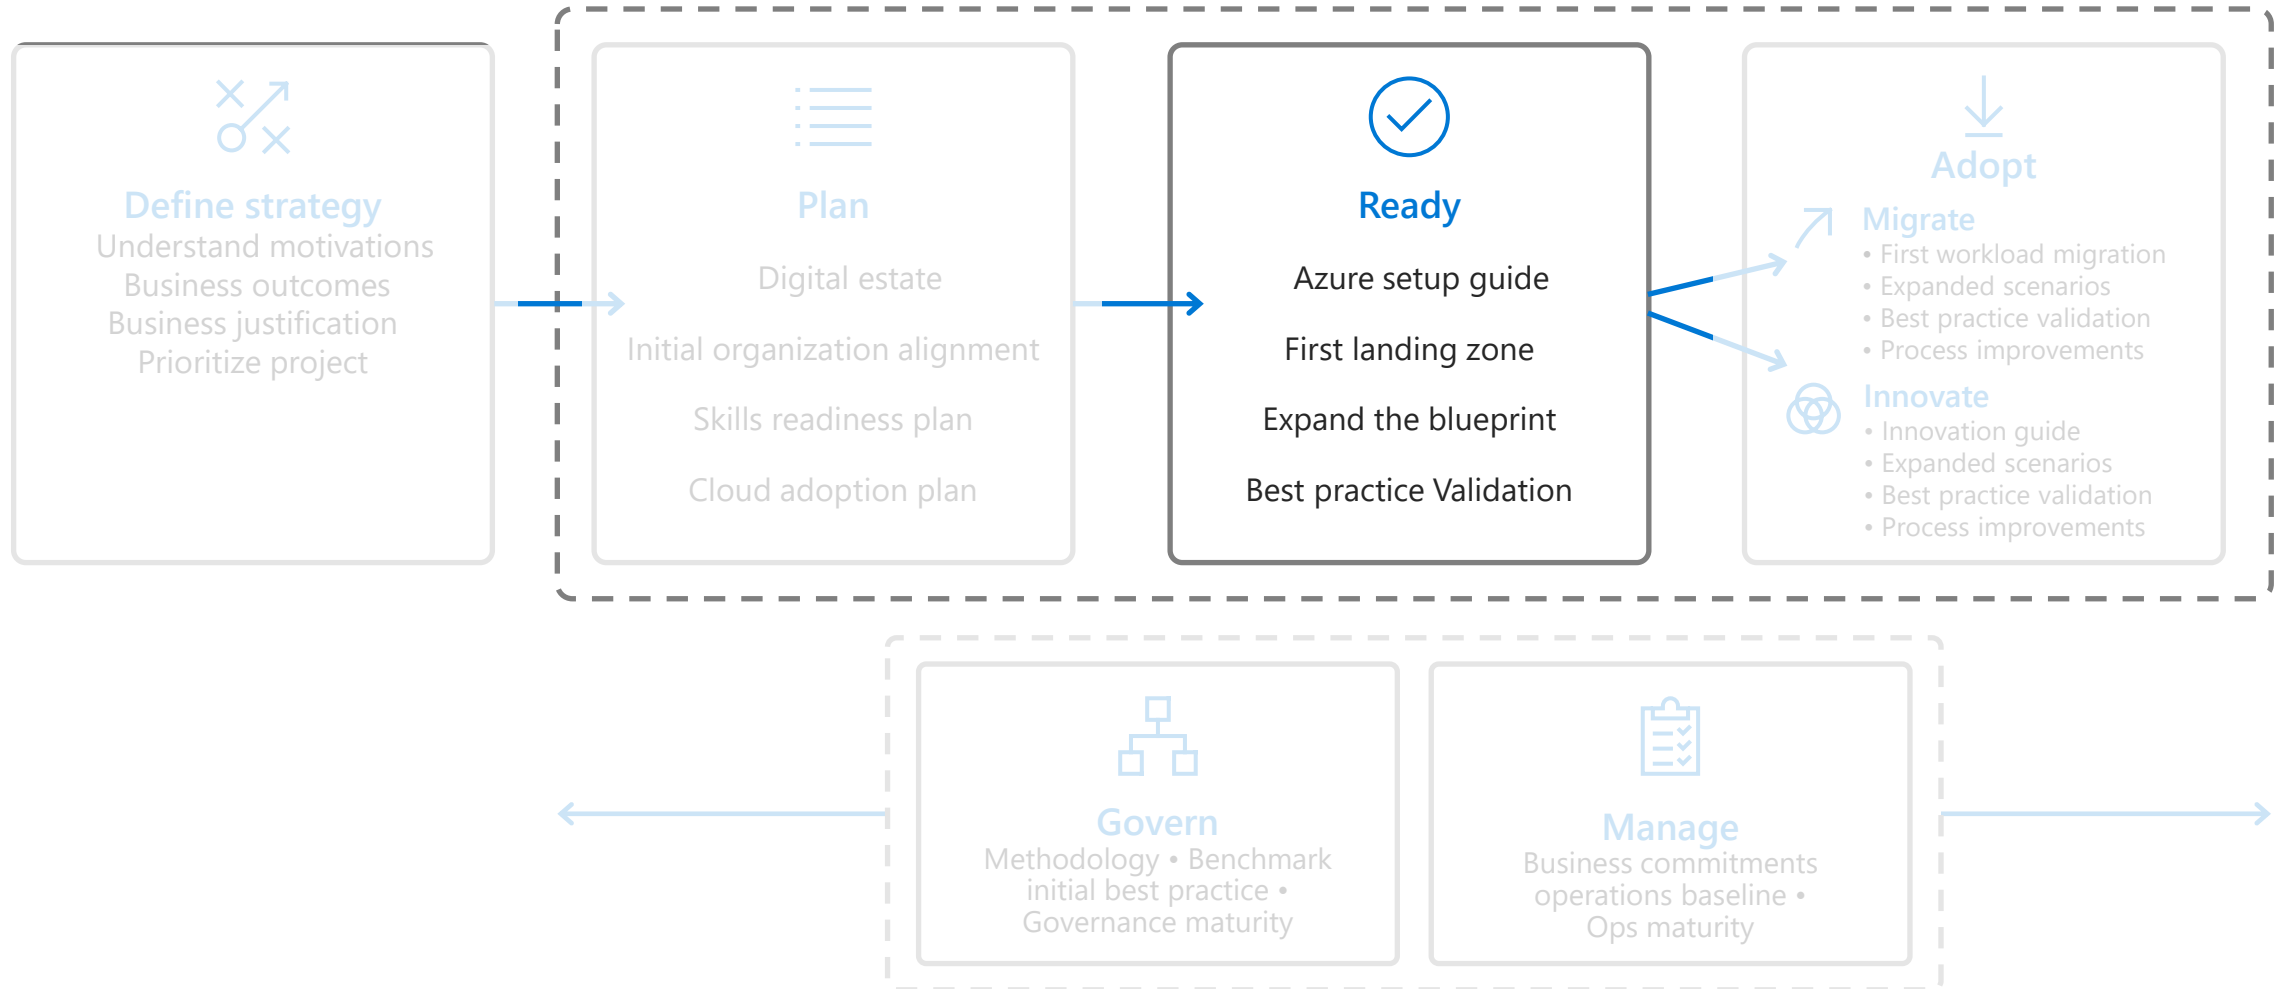 Define strategy
Understand motivations
Business outcomes
Business justification
Prioritize project
Plan
Digital estate
Initial organization alignment
Skills readiness plan
Cloud adoption plan
Ready
Azure setup guide
First landing zone
Expand the blueprint
Best practice Validation
Adopt
Migrate
• First workload migration
• Expanded scenarios
• Best practice validation
• Process improvements
Innovate
• Innovation guide
• Expanded scenarios
• Best practice validation
• Process improvements
Govern
Methodology • Benchmark
initial best practice •
Governance maturity
Manage
Business commitments
operations baseline •
Ops maturity